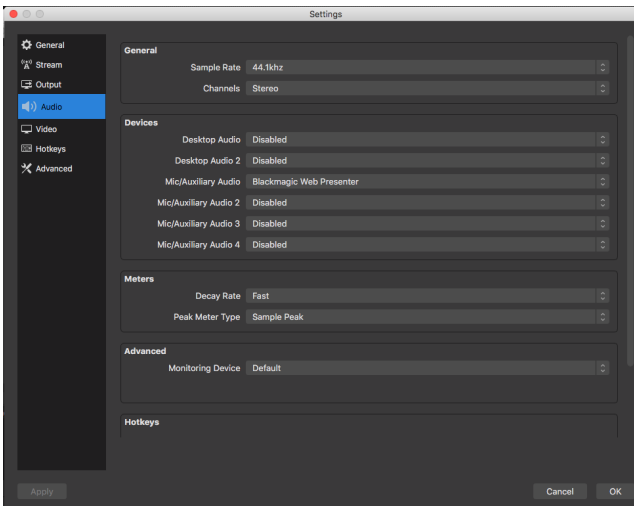 Settings
General
Stream
Output
Audio
Video
Hotkeys
Advanced
General
Sample Rate 44.1khz
Channels Stereo
Devices
Desktop Audio Disabled
Desktop Audio 2 Disabled
Mic/Auxiliary Audio Blackmagic Web Presenter
Mic/Auxiliary Audio 2 Disabled
Mic/Auxiliary Audio 3 Disabled
Mic/Auxiliary Audio 4 Disabled
Meters
Decay Rate Fast
Peak Meter Type Sample Peak
Advanced
Monitoring Device Default
Hotkeys
Apply
Cancel
OK